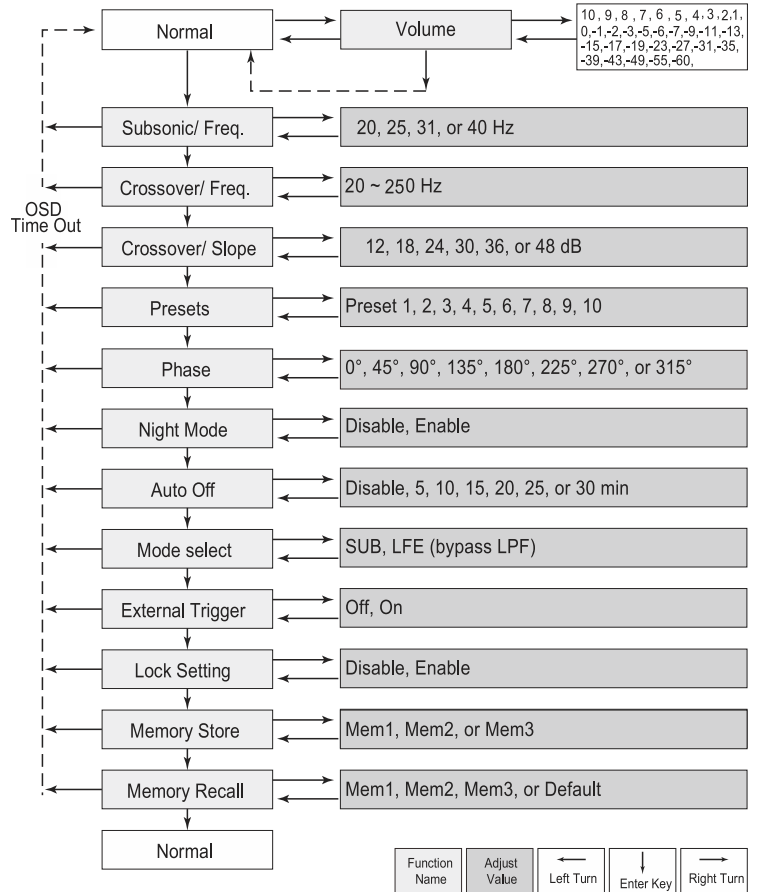 Normal
Volume
10, 9, 8, 7, 6, 5, 4, 3, 2,1,
0,-1,-2,-3,-5,-6,-7,-9,-11,-13,
-15,-17,-19,-23,-27,-31,-35,
-39,-43,-49,-55,-60,
Subsonic/ Freq.
20, 25, 31, or 40 Hz
Crossover/ Freq.
20 ~ 250 Hz
OSD
Time Out
Crossover/ Slope
12, 18, 24, 30, 36, or 48 dB
Presets
Preset 1, 2, 3, 4, 5, 6, 7, 8, 9, 10
Phase
0°, 45°, 90°, 135°, 180°, 225°, 270°, or 315°
Night Mode
Disable, Enable
Auto Off
Disable, 5, 10, 15, 20, 25, or 30 min
Mode select
SUB, LFE (bypass LPF)
External Trigger
Off, On
Lock Setting
Disable, Enable
Memory Store
Mem1, Mem2, or Mem3
Memory Recall
Mem1, Mem2, Mem3, or Default
Normal
Function
Name
Adjust
Value
Left Turn
Enter Key
Right Turn